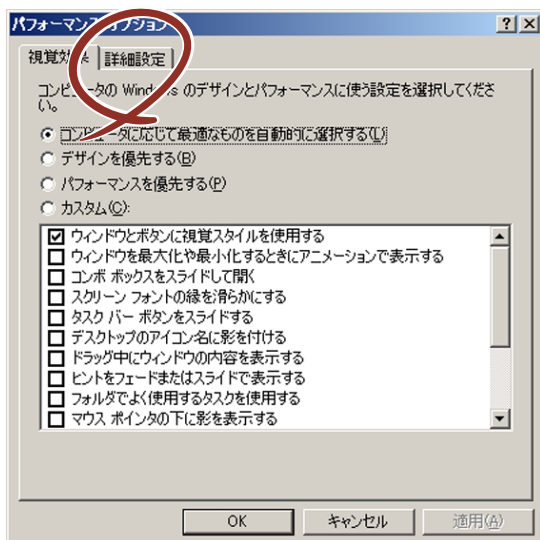 パフォーマンス オプション
視覚効果
詳細設定
コンピュータの Windows のデザインとパフォーマンスに使う設定を選択してくださ
い。
コンピュータに応じて最適なものを自動的に選択する(L)
デザインを優先する(B)
パフォーマンスを優先する(P)
カスタム(C):
ウィンドウとボタンに視覚スタイルを使用する
ウィンドウを最大化や最小化するときにアニメーションで表示する
コンボ ボックスをスライドして開く
スクリーン フォントの縁を滑らかにする
タスク バー ボタンをスライドする
デスクトップのアイコン名に影を付ける
ドラッグ中にウィンドウの内容を表示する
ヒントをフェードまたはスライドで表示する
フォルダでよく使用するタスクを使用する
マウス ポインタの下に影を表示する
OK
キャンセル
適用(A)